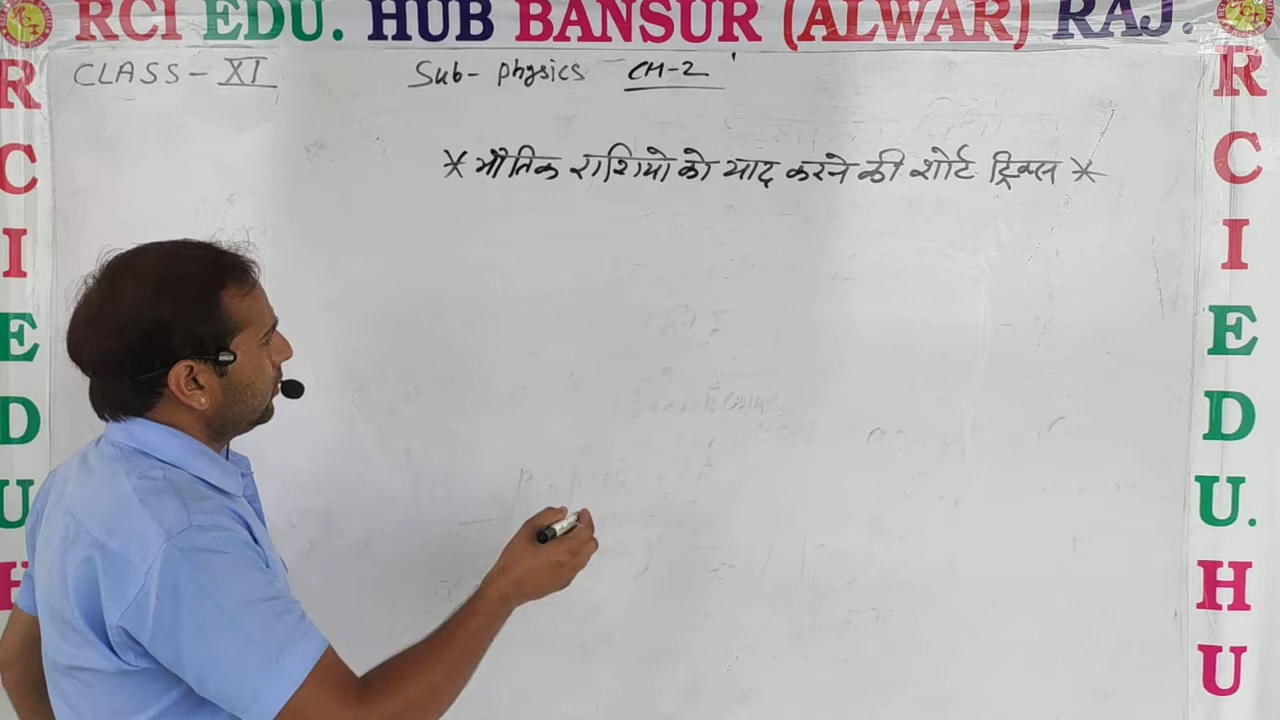 RCI EDU. HUB BANSUR (ALWAR) RAJ.
CLASS - XI Sub- physics CH-2
* भौतिक राशियो को याद करने की शोर्ट ट्रिक्स *
R
C
I
E
D
U
H
R
C
I
E
D
U.
H
U